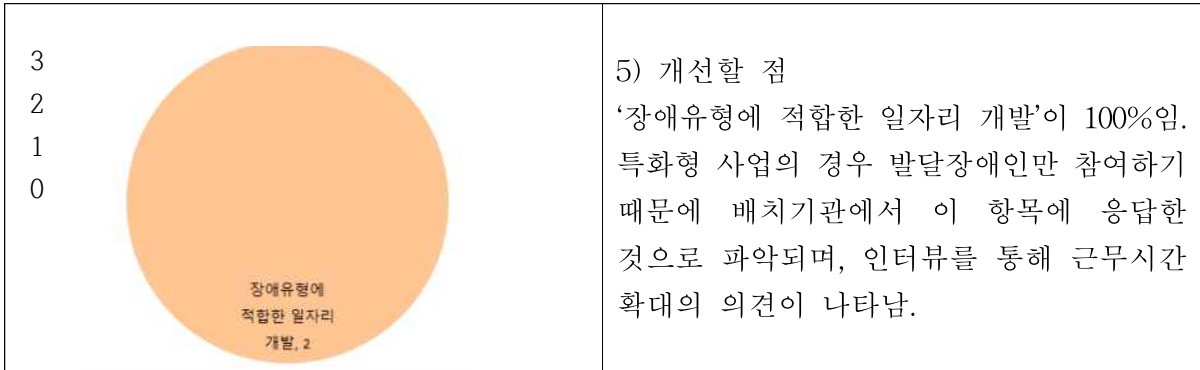 3
2
1
0
장애유형에
적합한 일자리
개발, 2
5) 개선할 점
‘장애유형에 적합한 일자리 개발’이 100%임.
특화형 사업의 경우 발달장애인만 참여하기
때문에 배치기관에서 이 항목에 응답한
것으로 파악되며, 인터뷰를 통해 근무시간
확대의 의견이 나타남.